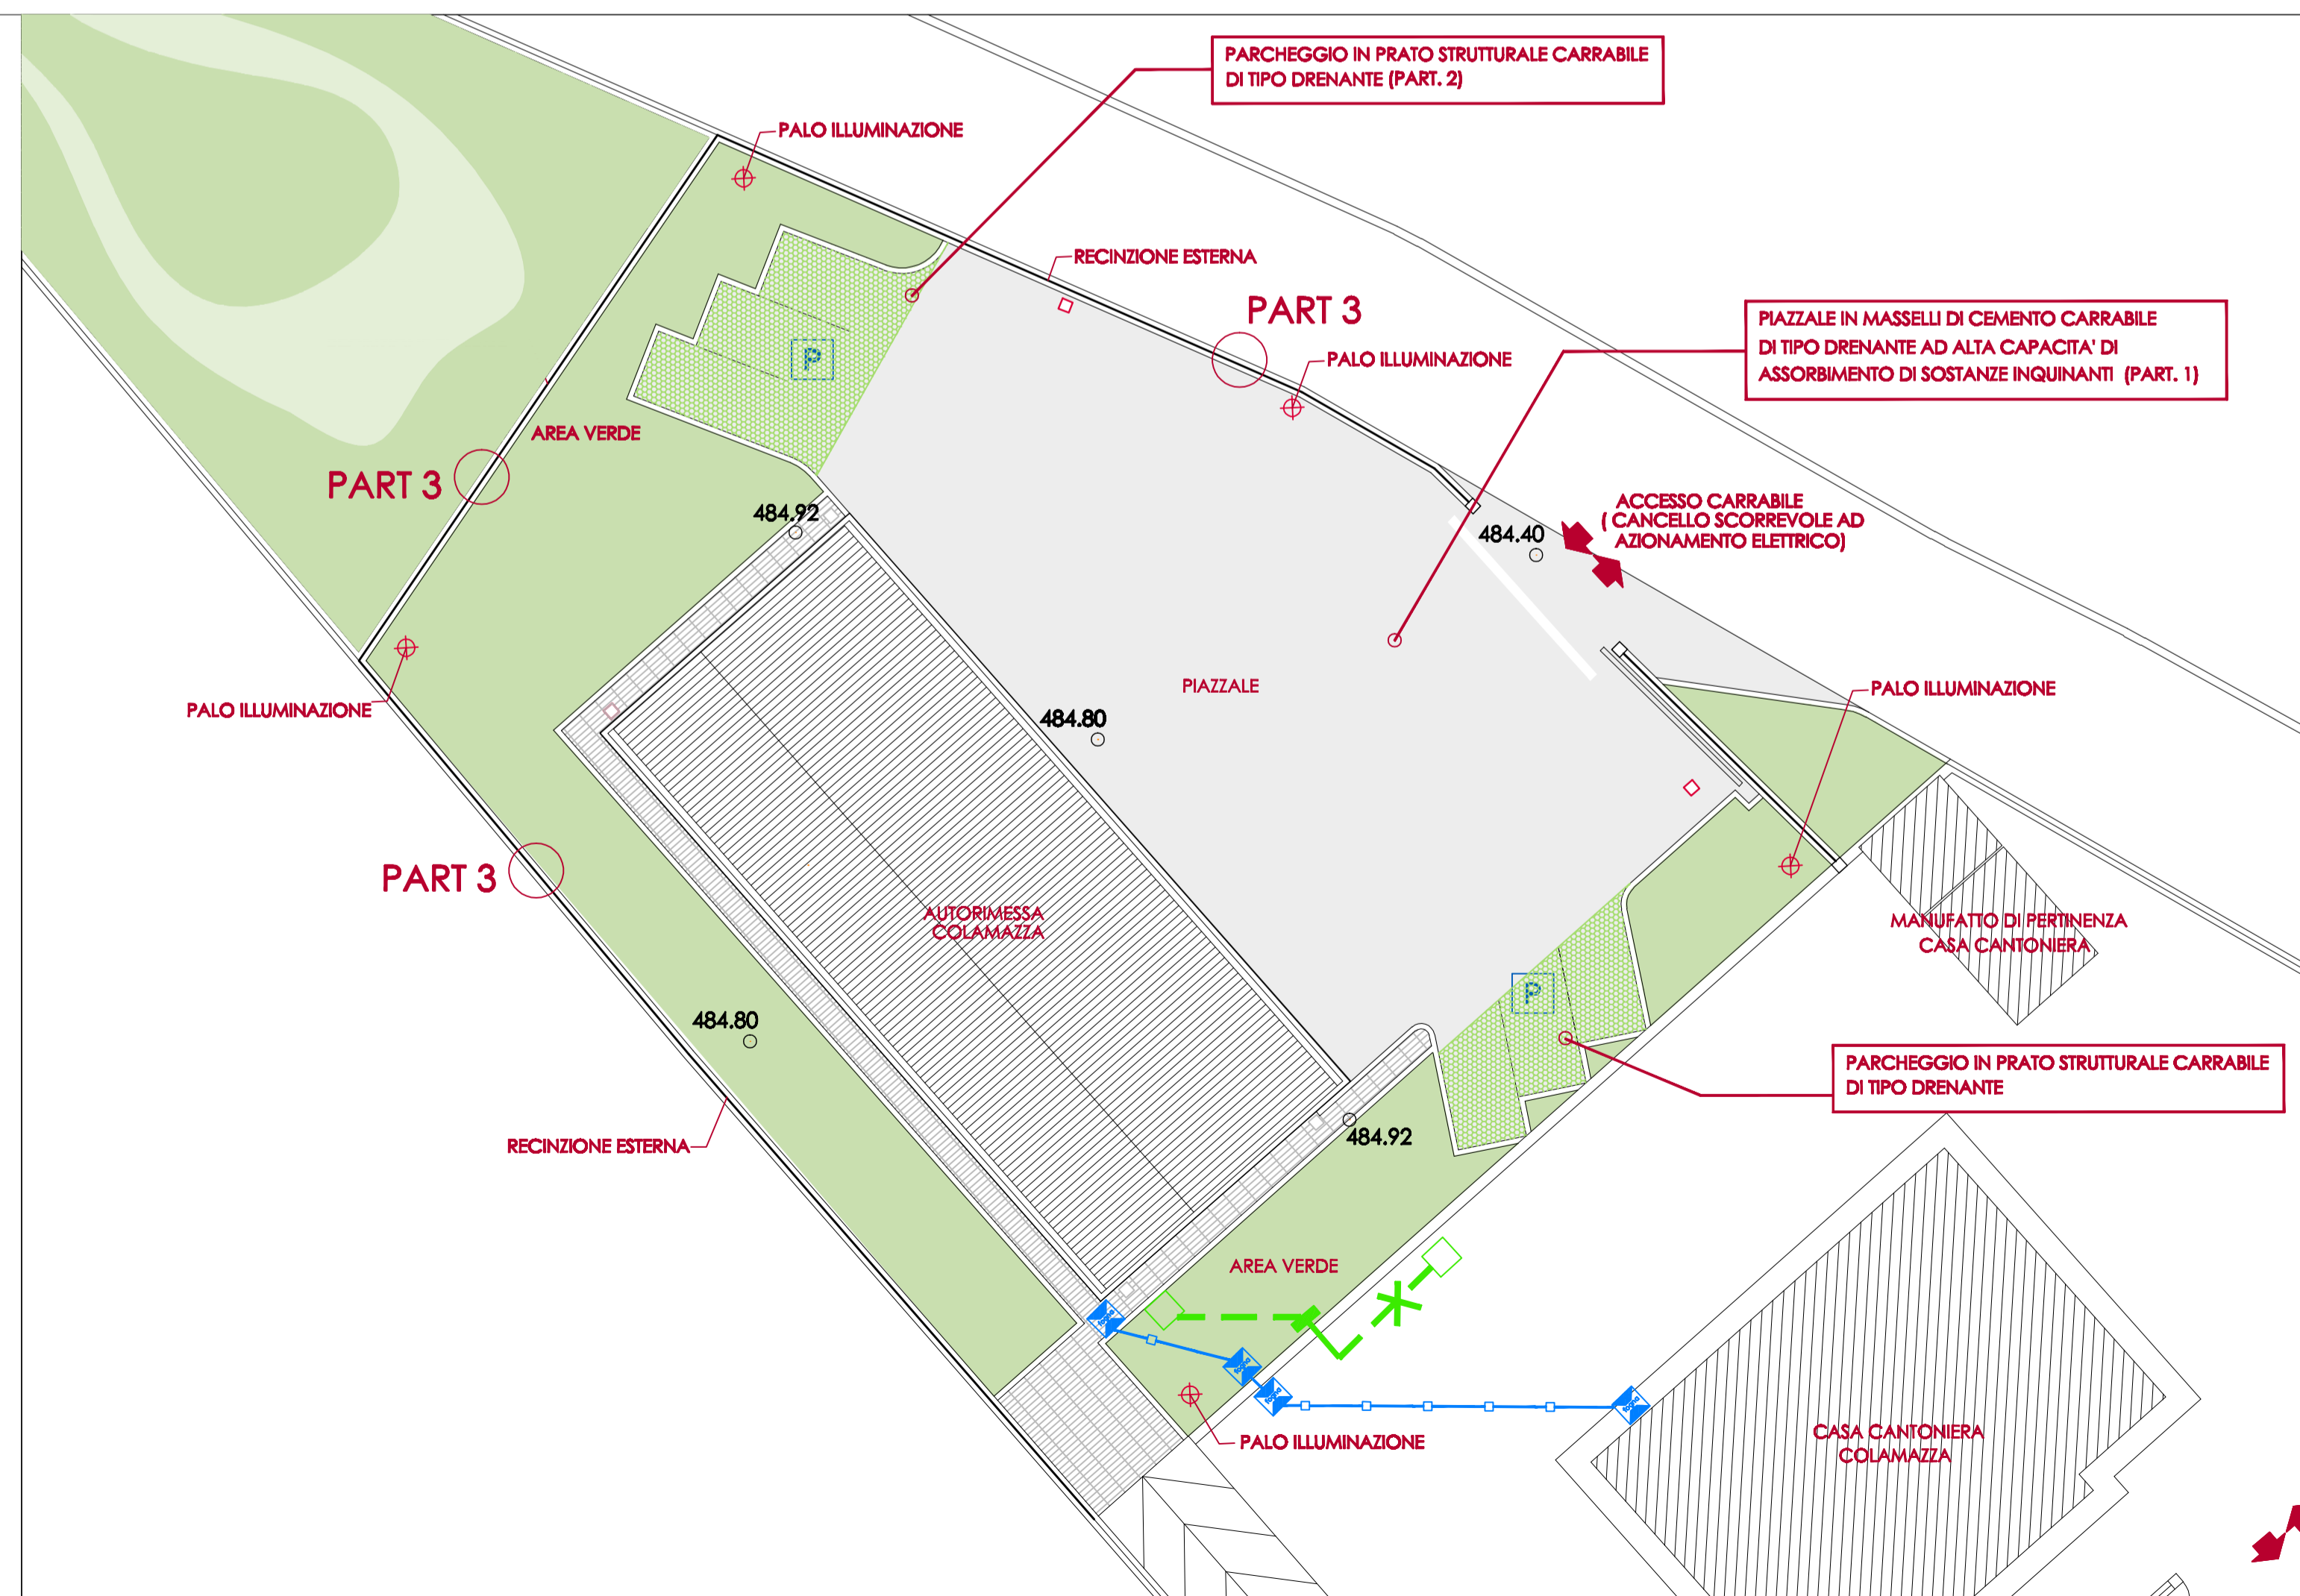 PARCHEGGIO IN PRATO STRUTTURALE CARRABILE
DI TIPO DRENANTE (PART. 2)
PALO ILLUMINAZIONE
RECINZIONE ESTERNA
PART 3
PALO ILLUMINAZIONE
PIAZZALE IN MASSELLI DI CEMENTO CARRABILE
DI TIPO DRENANTE AD ALTA CAPACITA' DI
ASSORBIMENTO DI SOSTANZE INQUINANTI (PART. 1)
P
AREA VERDE
PART 3
484.92
484.40
ACCESSO CARRABILE
( CANCELLO SCORREVOLE AD
AZIONAMENTO ELETTRICO)
PALO ILLUMINAZIONE
PIAZZALE
484.80
PALO ILLUMINAZIONE
PART 3
AUTORIMESSA
COLAMAZZA
MANUFATTO DI PERTINENZA
CASA CANTONIERA
P
484.80
PARCHEGGIO IN PRATO STRUTTURALE CARRABILE
DI TIPO DRENANTE
RECINZIONE ESTERNA
484.92
AREA VERDE
PALO ILLUMINAZIONE
CASA CANTONIERA
COLAMAZZA